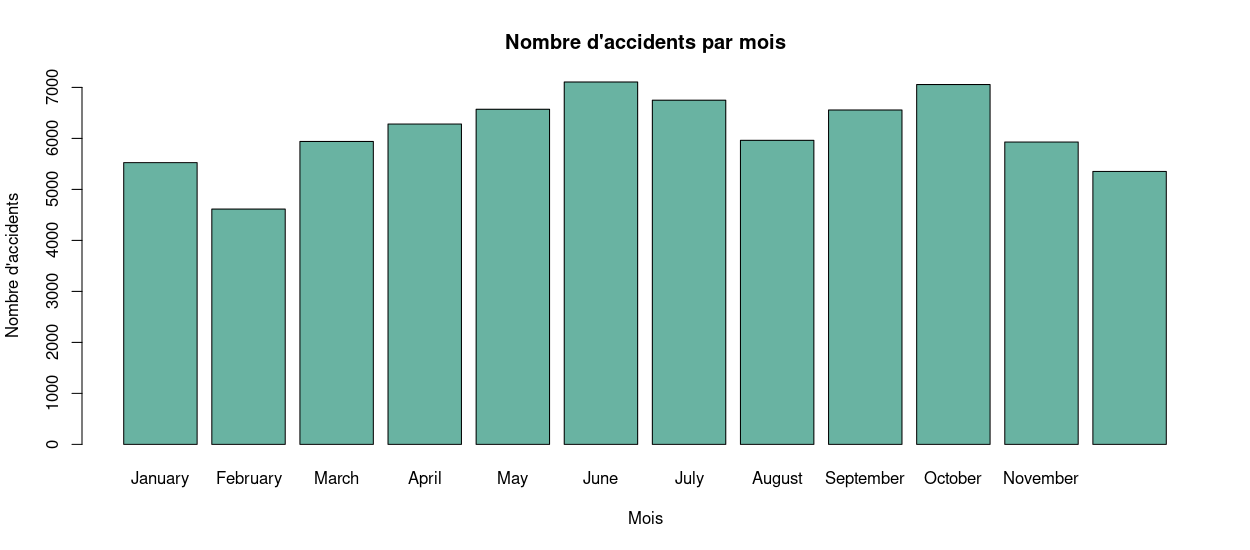 Nombre d'accidents par mois
Nombre d'accidents
7000
6000
5000
4000
3000
2000
1000
0
January February March April May June July August September October November
Mois